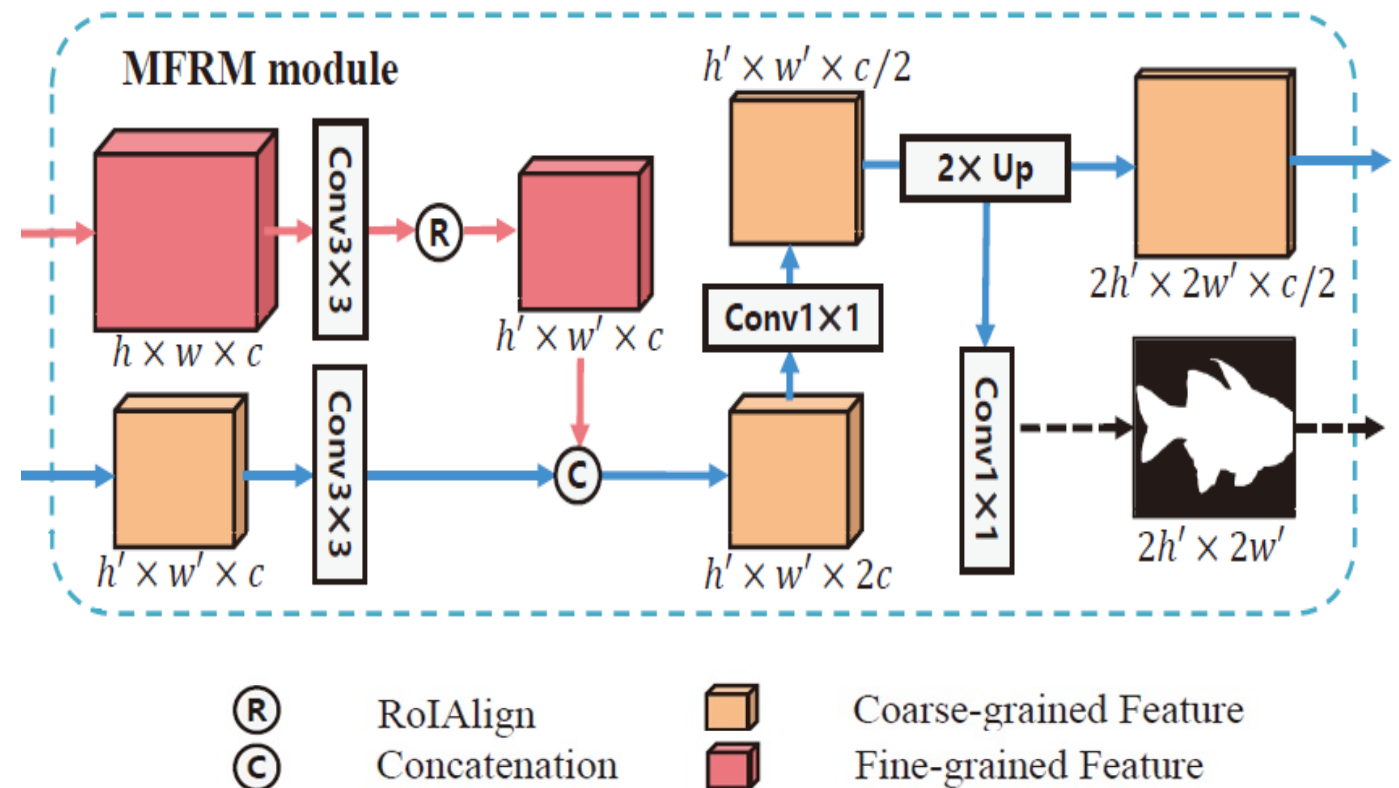 MFRM module
h × w × c
Conv3×3
R
h′ × w′ × c
h′ × w′ × c
Conv3×3
C
h′ × w′ × 2c
Conv1×1
h′ × w′ × c/2
2× Up
2h′ × 2w′ × c/2
Conv1×1
2h′ × 2w′
R RoIAlign
Coarse-grained Feature
C Concatenation
Fine-grained Feature